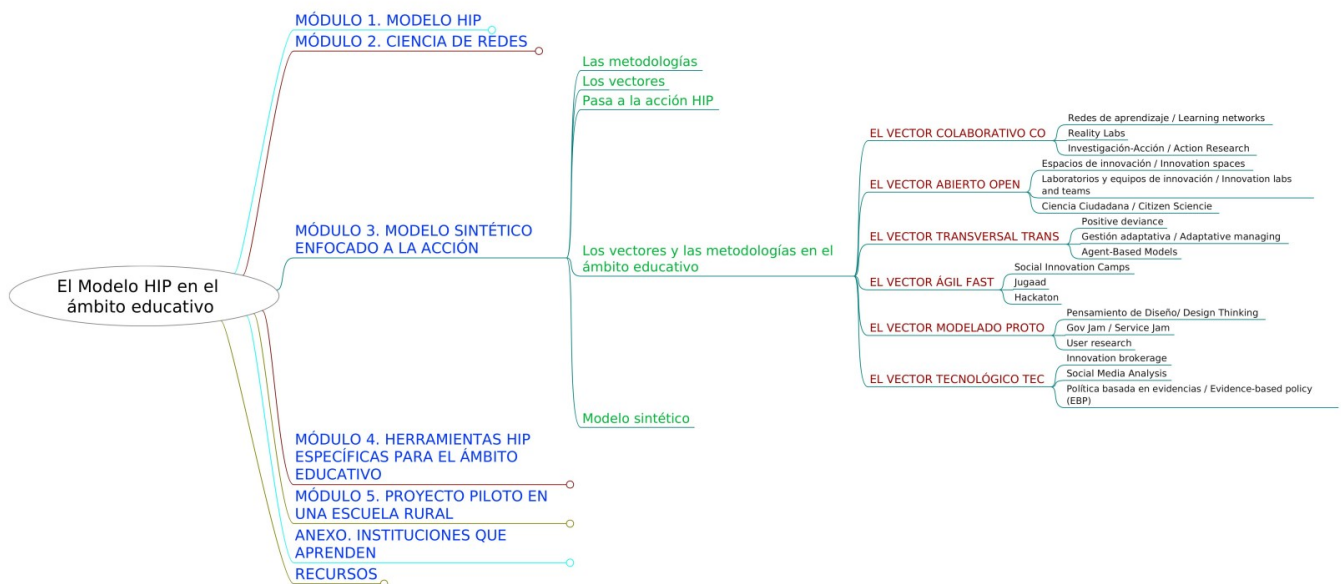 El Modelo HIP en el
ámbito educativo
MÓDULO 1. MODELO HIP
MÓDULO 2. CIENCIA DE REDES
MÓDULO 3. MODELO SINTÉTICO
ENFOCADO A LA ACCIÓN
Las metodologías
Los vectores
Pasa a la acción HIP
Los vectores y las metodologías en el
ámbito educativo
EL VECTOR COLABORATIVO CO
Redes de aprendizaje / Learning networks
Reality Labs
Investigación-Acción / Action Research
EL VECTOR ABIERTO OPEN
Espacios de innovación / Innovation spaces
Laboratorios y equipos de innovación / Innovation labs
and teams
Ciencia Ciudadana / Citizen Sciencie
EL VECTOR TRANSVERSAL TRANS
Positive deviance
Gestión adaptativa / Adaptative managing
Agent-Based Models
EL VECTOR ÁGIL FAST
Social Innovation Camps
Jugaad
Hackaton
EL VECTOR MODELADO PROTO
Pensamiento de Diseño/ Design Thinking
Gov Jam / Service Jam
User research
EL VECTOR TECNOLÓGICO TEC
Innovation brokerage
Social Media Analysis
Política basada en evidencias / Evidence-based policy
(EBP)
Modelo sintético
MÓDULO 4. HERRAMIENTAS HIP
ESPECÍFICAS PARA EL ÁMBITO
EDUCATIVO
MÓDULO 5. PROYECTO PILOTO EN
UNA ESCUELA RURAL
ANEXO. INSTITUCIONES QUE
APRENDEN
RECURSOS